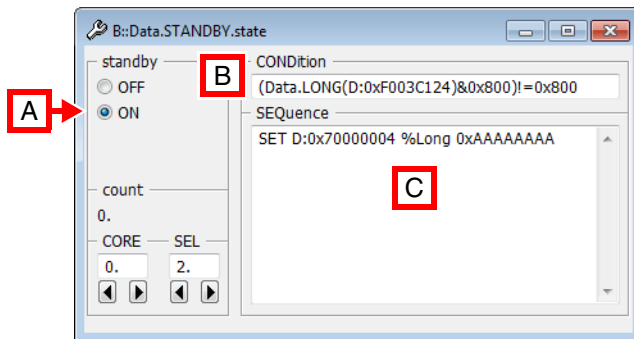 B::Data.STANDBY.state
standby
OFF
A
ON
count
0.
CORE
SEL
0.
2.
B
CONDition
(Data.LONG(D:0xF003C124)&0x800)!=0x800
SEQuence
SET D:0x70000004 %Long 0xAAAAAAAA
C